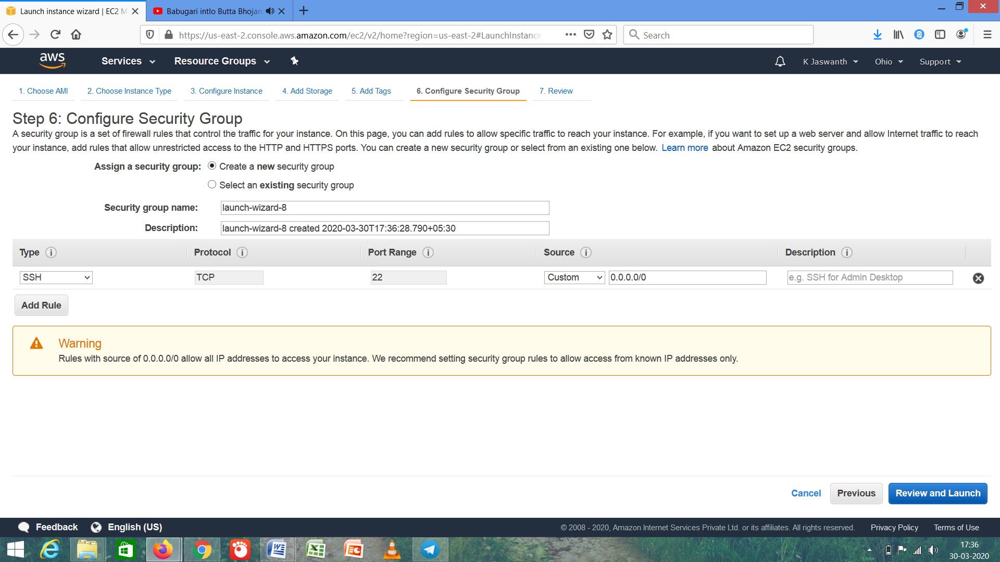 Launch instance wizard | EC2 M
Babugari intlo Butta Bhojan
https://us-east-2.console.aws.amazon.com/ec2/v2/home?region=us-east-2#LaunchInstance
Search
aws
Services
Resource Groups
K Jaswanth
Ohio
Support
1. Choose AMI
2. Choose Instance Type
3. Configure Instance
4. Add Storage
5. Add Tags
6. Configure Security Group
7. Review
Step 6: Configure Security Group
A security group is a set of firewall rules that control the traffic for your instance. On this page, you can add rules to allow specific traffic to reach your instance. For example, if you want to set up a web server and allow Internet traffic to reach
your instance, add rules that allow unrestricted access to the HTTP and HTTPS ports. You can create a new security group or select from an existing one below. Learn more about Amazon EC2 security groups.
Assign a security group: Create a new security group
Select an existing security group
Security group name: launch-wizard-8
Description: launch-wizard-8 created 2020-03-30T17:36:28.790+05:30
Type Protocol Port Range Source Description
SSH TCP 22 Custom 0.0.0.0/0 e.g. SSH for Admin Desktop
Add Rule
Warning
Rules with source of 0.0.0.0/0 allow all IP addresses to access your instance. We recommend setting security group rules to allow access from known IP addresses only.
Cancel Previous Review and Launch
Feedback English (US) © 2008 - 2020, Amazon Internet Services Private Ltd. or its affiliates. All rights reserved. Privacy Policy Terms of Use
17:36
30-03-2020